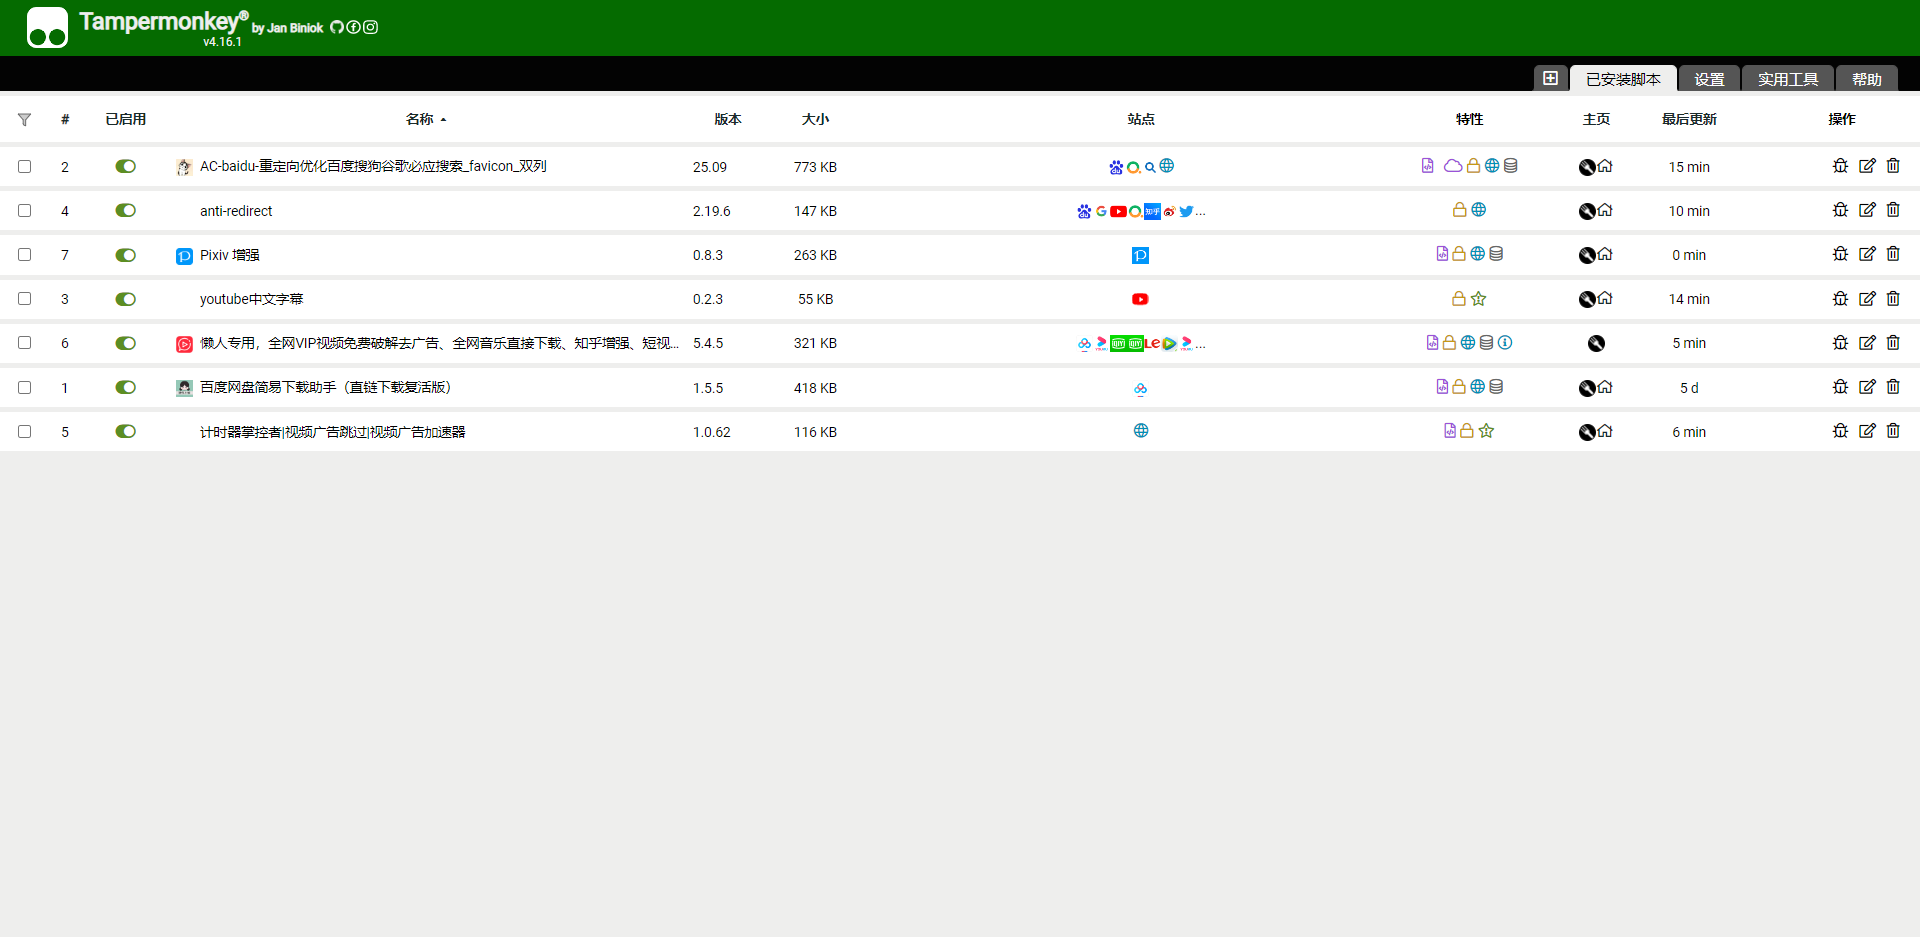 Tampermonkey® by Jan Biniok
v4.16.1
已安装脚本 设置 实用工具 帮助
# 已启用 名称 版本 大小 站点 特性 主页 最后更新 操作
2 AC-baidu-重定向优化百度搜狗谷歌必应搜索_favicon_双列 25.09 773 KB 15 min
4 anti-redirect 2.19.6 147 KB ... 10 min
7 Pixiv 增强 0.8.3 263 KB 0 min
3 youtube中文字幕 0.2.3 55 KB 14 min
6 懒人专用，全网VIP视频免费破解去广告、全网音乐直接下载、知乎增强、短视... 5.4.5 321 KB ... 5 min
1 百度网盘简易下载助手（直链下载复活版） 1.5.5 418 KB 5 d
5 计时器掌控者|视频广告跳过|视频广告加速器 1.0.62 116 KB 6 min